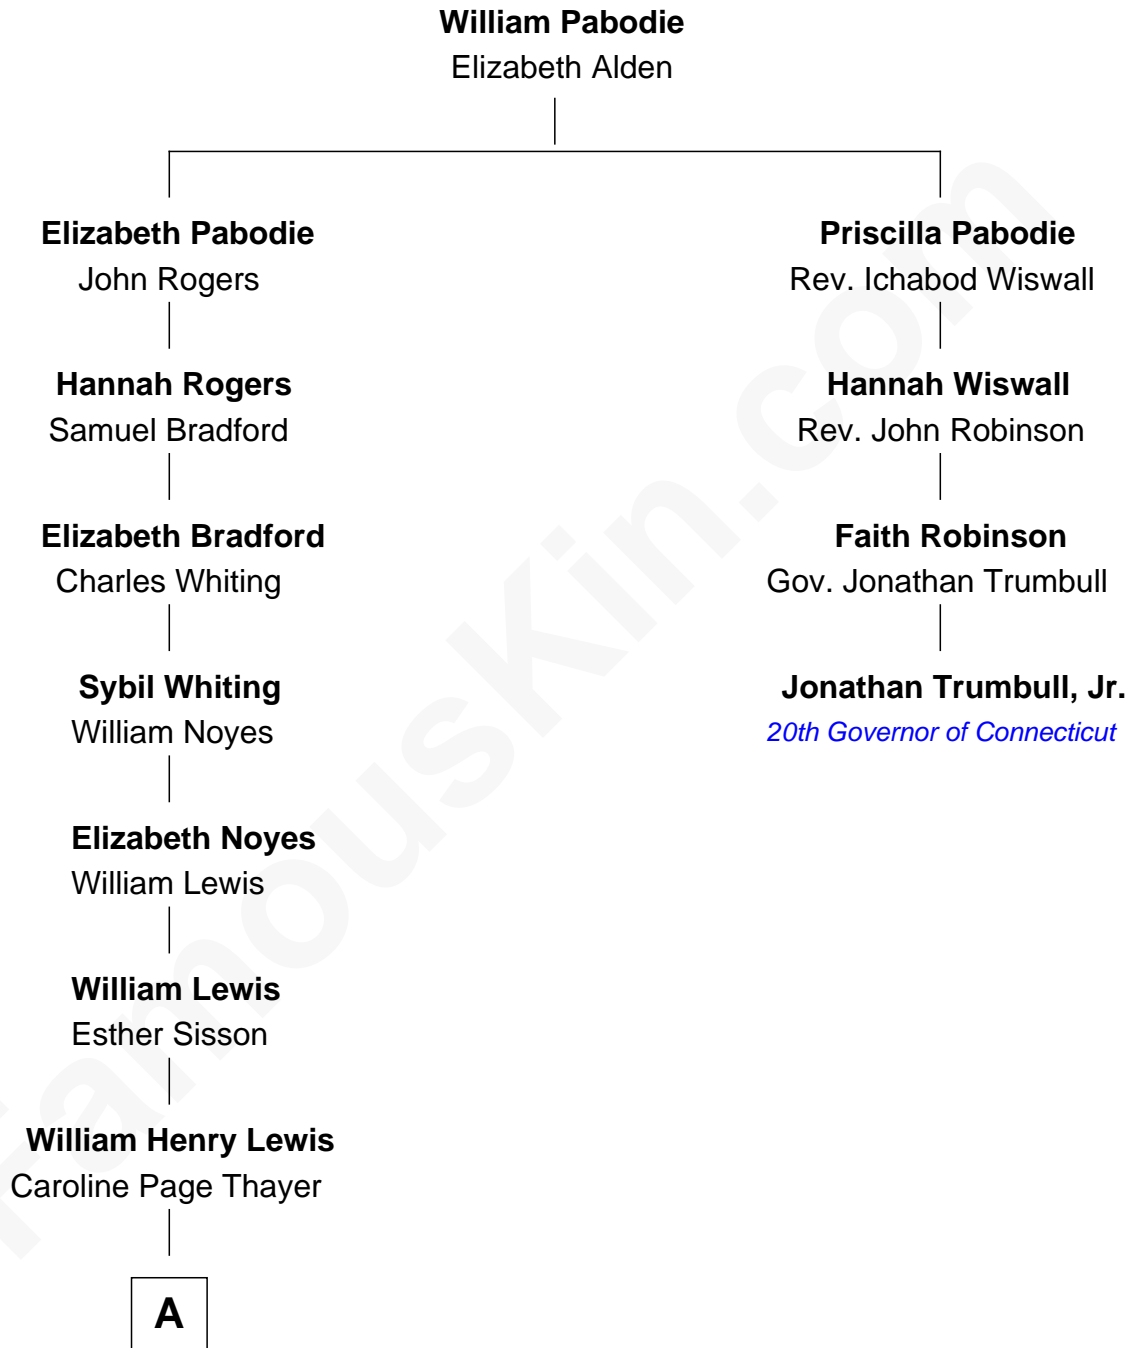 William Pabodie
Elizabeth Alden
Elizabeth Pabodie
John Rogers
Priscilla Pabodie
Rev. Ichabod Wiswall
Hannah Rogers
Samuel Bradford
Hannah Wiswall
Rev. John Robinson
Elizabeth Bradford
Charles Whiting
Faith Robinson
Gov. Jonathan Trumbull
Sybil Whiting
William Noyes
Jonathan Trumbull, Jr.
20th Governor of Connecticut
Elizabeth Noyes
William Lewis
William Lewis
Esther Sisson
William Henry Lewis
Caroline Page Thayer
A
FamousKin.com